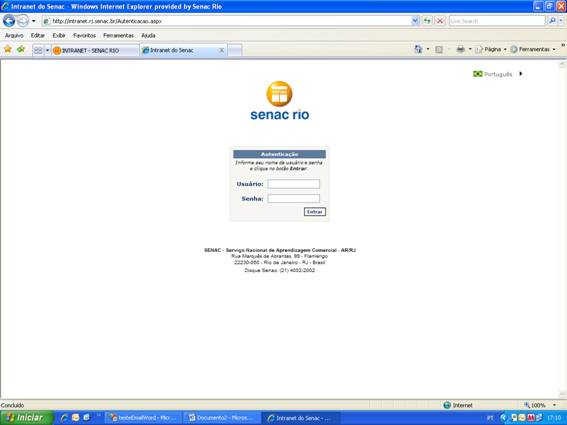 Intranet do Senac - Windows Internet Explorer provided by Senac Rio
http://intranet.rj.senac.br/Autenticacao.aspx
Live Search
Arquivo Editar Exibir Favoritos Ferramentas Ajuda
INTRANET - SENAC RIO
Intranet do Senac
Página
Ferramentas
Português
senac rio
Autenticação
Informe seu nome de usuário e senha
e clique no botão Entrar.
Usuário:
Senha:
Entrar
SENAC - Serviço Nacional de Aprendizagem Comercial - AR/RJ
Rua Marquês de Abrantes, 99 - Flamengo
22230-060 - Rio de Janeiro - RJ - Brasil
Disque Senac: (21) 4002-2002
Concluído
Internet
100%
Iniciar
testeEmailWord - Micr...
Documento2 - Micros...
Intranet do Senac - ...
PT
17:10